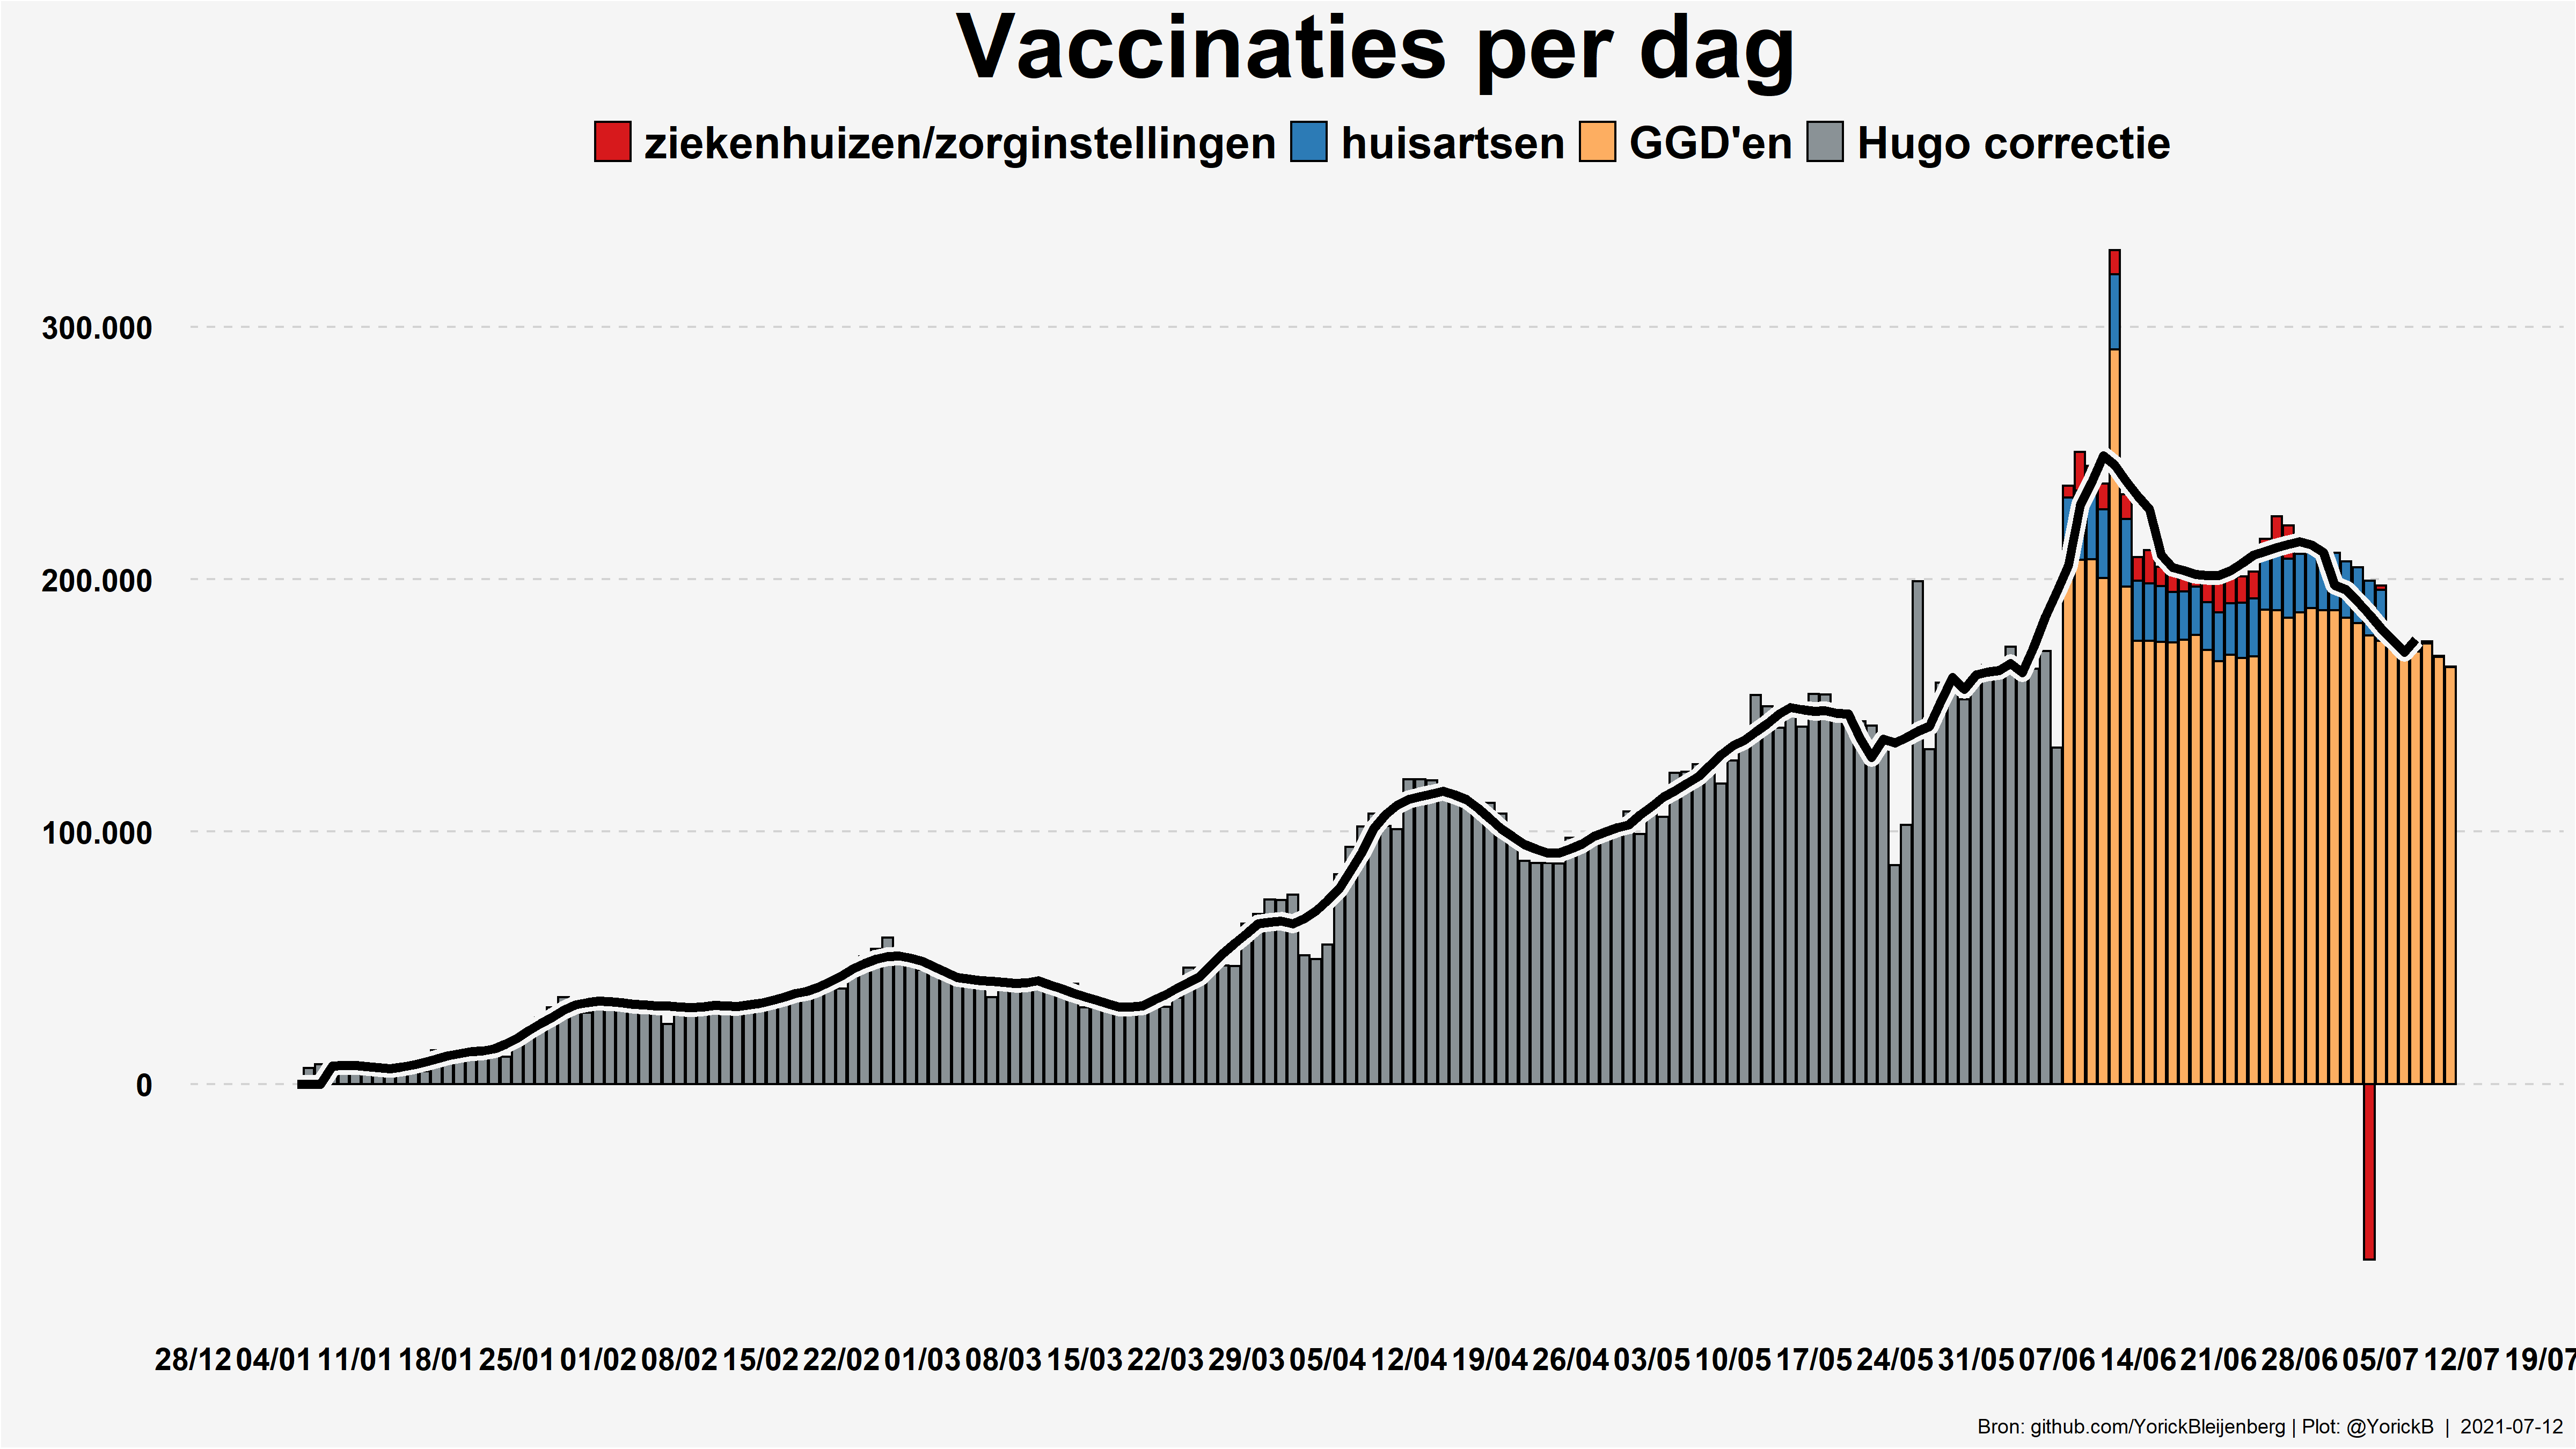 Vaccinaties per dag
ziekenhuizen/zorginstellingen huisartsen GGD'en Hugo correctie
300.000
200.000
100.000
0
28/12 04/01 11/01 18/01 25/01 01/02 08/02 15/02 22/02 01/03 08/03 15/03 22/03 29/03 05/04 12/04 19/04 26/04 03/05 10/05 17/05 24/05 31/05 07/06 14/06 21/06 28/06 05/07 12/07 19/07
Bron: github.com/YorickBleijenberg | Plot: @YorickB | 2021-07-12